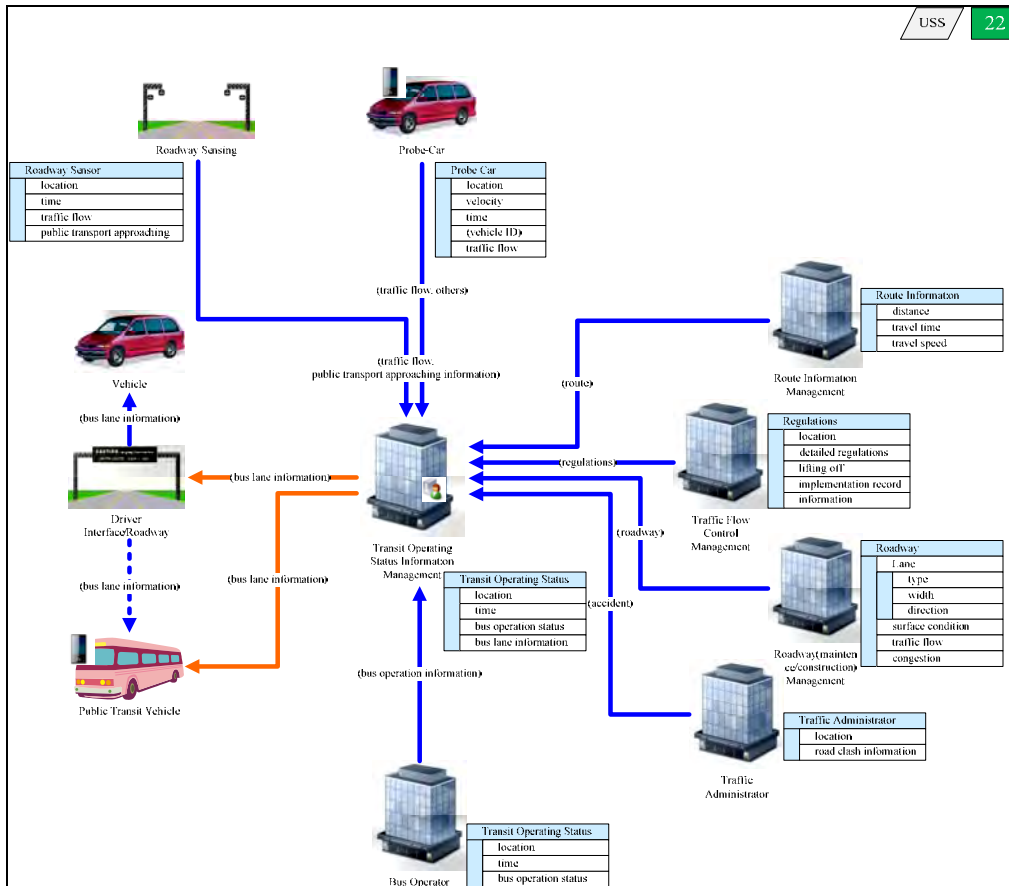 USS
22
Roadway Sensing
Probe-Car
Roadway Sensor
location
time
traffic flow
public transport approaching
Probe Car
location
velocity
time
(vehicle ID)
traffic flow
(traffic flow, others)
(traffic flow,
public transport approaching information)
Route Information
distance
travel time
travel speed
Route Information
Management
(route)
Vehicle
(bus lane information)
Regulations
location
detailed regulations
lifting off
implementation record
information
(regulations)
Traffic Flow
Control
Management
(bus lane information)
Driver
Interface/Roadway
(roadway)
Transit Operating
Status Information
Management
Roadway
Lane
type
width
direction
surface condition
traffic flow
congestion
Roadway(mainten
ce/construction)
Management
(bus lane information)
(bus lane information)
Transit Operating Status
location
time
bus operation status
bus lane information
(accident)
(bus operation information)
Public Transit Vehicle
Traffic Administrator
location
road clash information
Traffic
Administrator
Transit Operating Status
location
time
bus operation status
Bus Operator